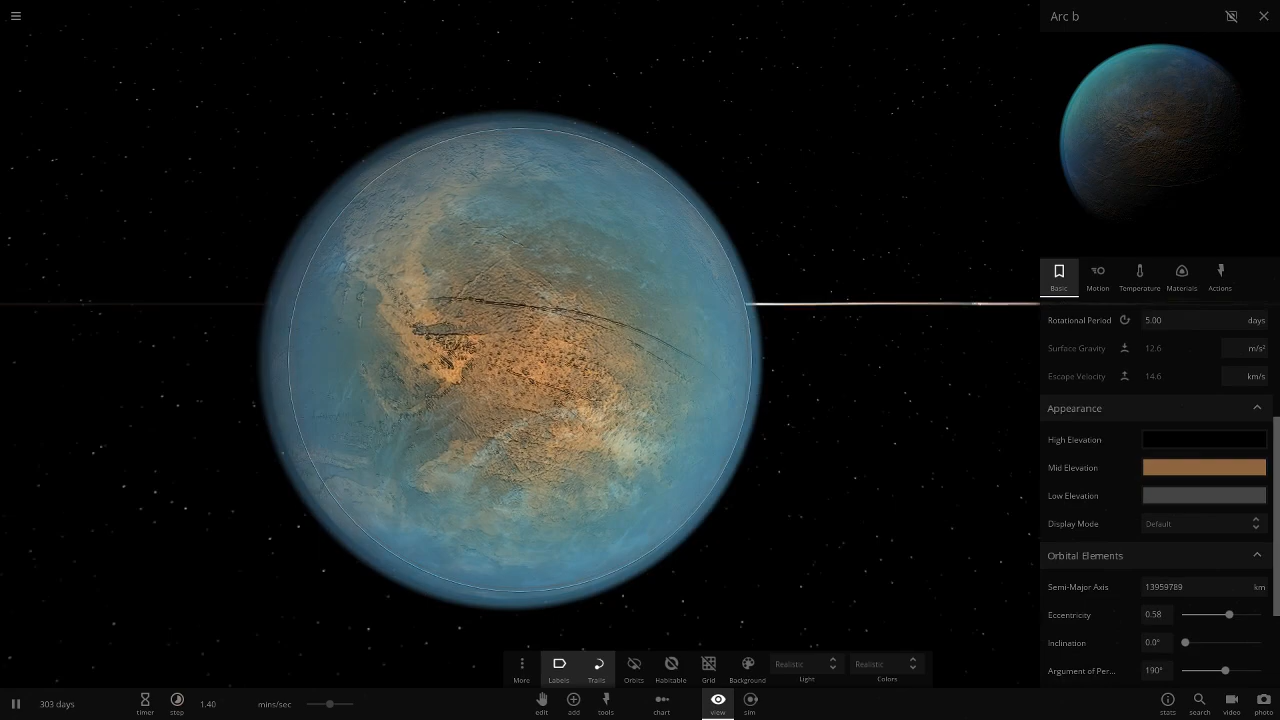 Arc b
Basic
Motion
Temperature
Materials
Actions
Rotational Period 5.00 days
Surface Gravity 12.6 m/s²
Escape Velocity 14.6 km/s
Appearance
High Elevation
Mid Elevation
Low Elevation
Display Mode Default
Orbital Elements
Semi-Major Axis 13959789 km
Eccentricity 0.58
Inclination 0.0°
Argument of Per... 190°
More
Labels
Trails
Orbits
Habitable
Grid
Background
Realistic
Light
Realistic
Colors
303 days
timer
step
1.40 mins/sec
edit
add
tools
chart
view
sim
stats
search
video
photo